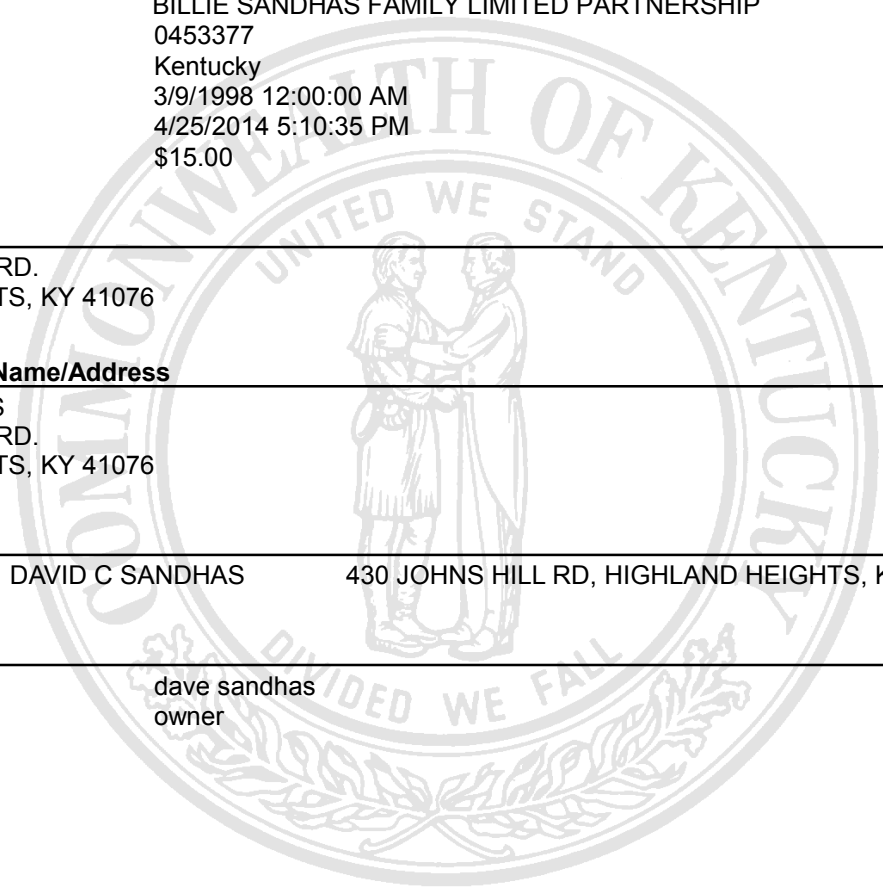 BILLIE SANDHAS FAMILY LIMITED PARTNERSHIP
0453377
Kentucky
3/9/1998 12:00:00 AM
4/25/2014 5:10:35 PM
$15.00
RD.
TS, KY 41076
Name/Address
S
RD.
TS, KY 41076
DAVID C SANDHAS 430 JOHNS HILL RD, HIGHLAND HEIGHTS, K
dave sandhas
owner
COMMONWEALTH OF KENTUCKY
UNITED WE STAND
DIVIDED WE FALL